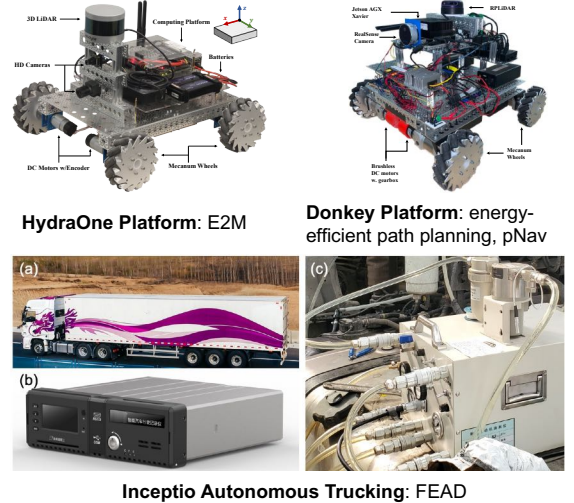 3D LiDAR
Computing Platform
z
x
y
Batteries
HD Cameras
DC Motors w/Encoder
Mecanum Wheels
Jetson AGX
Xavier
RPLiDAR
RealSense
Camera
Brushless
DC motors
w. gearbox
Mecanum
Wheels
HydraOne Platform: E2M
Donkey Platform: energy-
efficient path planning, pNav
(a)
(b)
(c)
Inceptio Autonomous Trucking: FEAD